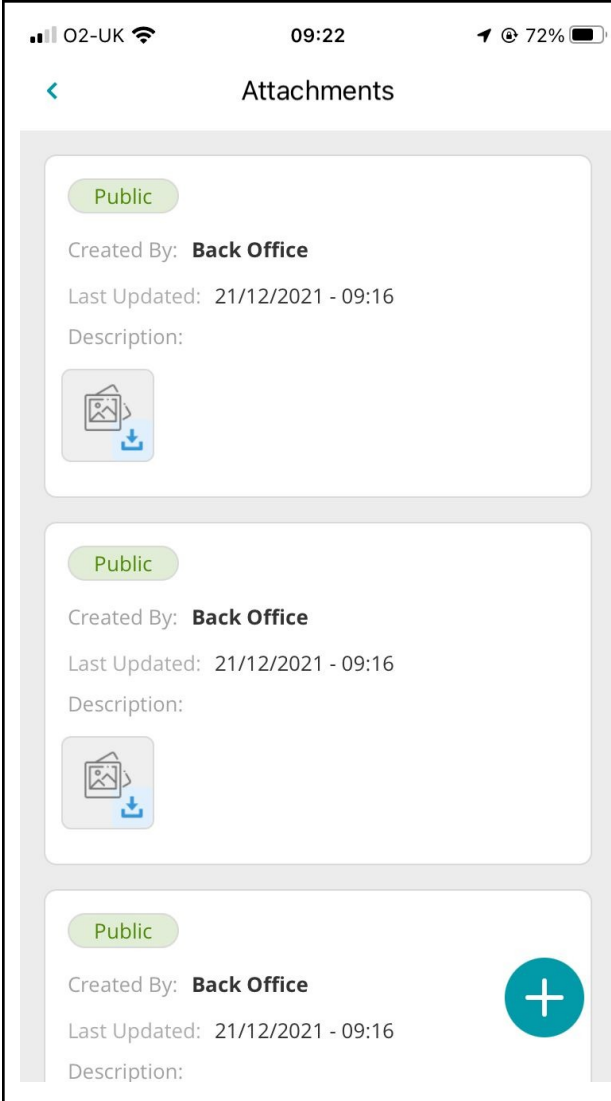 O2-UK 09:22 72%
Attachments
Public
Created By: Back Office
Last Updated: 21/12/2021 - 09:16
Description:
Public
Created By: Back Office
Last Updated: 21/12/2021 - 09:16
Description:
Public
Created By: Back Office
Last Updated: 21/12/2021 - 09:16
Description: